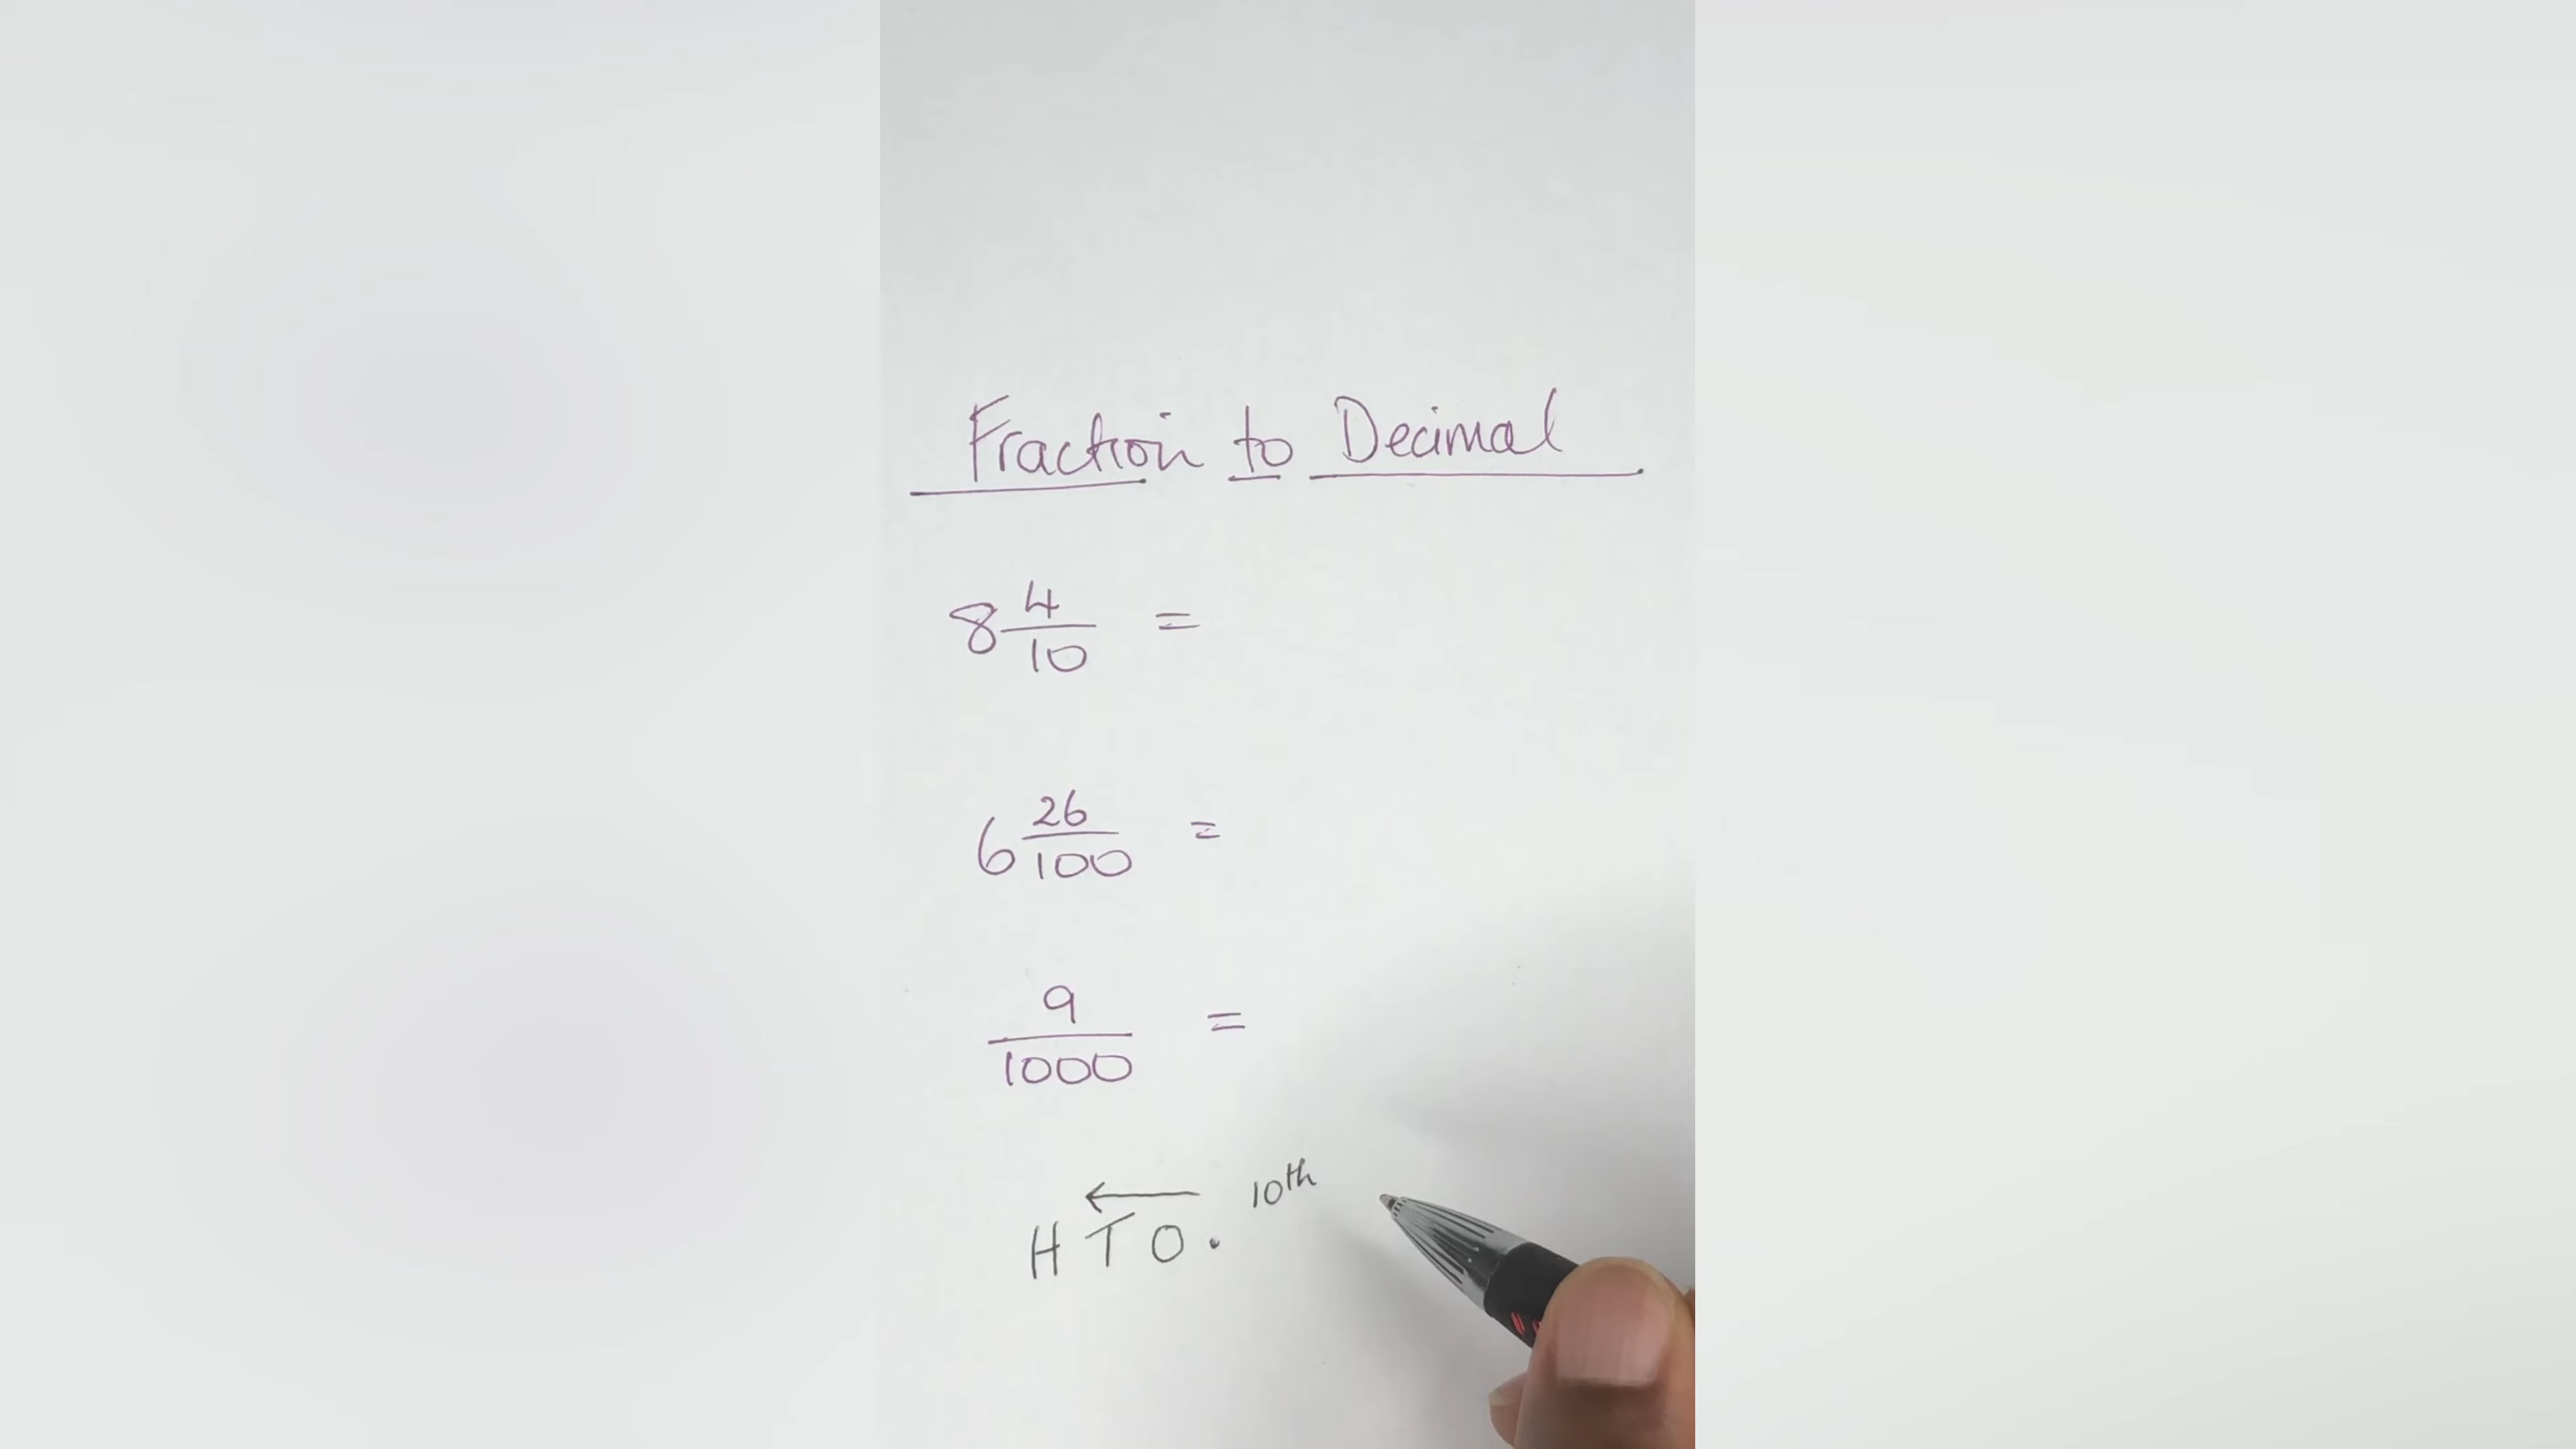 Fraction to Decimal
8 4/10 =
6 26/100 =
9/1000 =
← 10th
H T O .